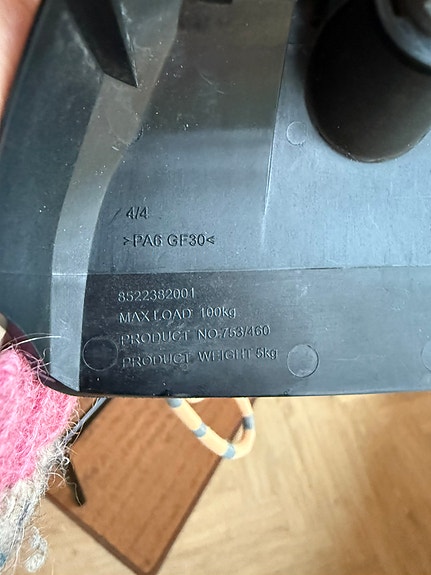 4/4
>PA6 GF30<
8522382001
MAX LOAD 100kg
PRODUCT NO.753/460
PRODUCT WEIGHT 5kg